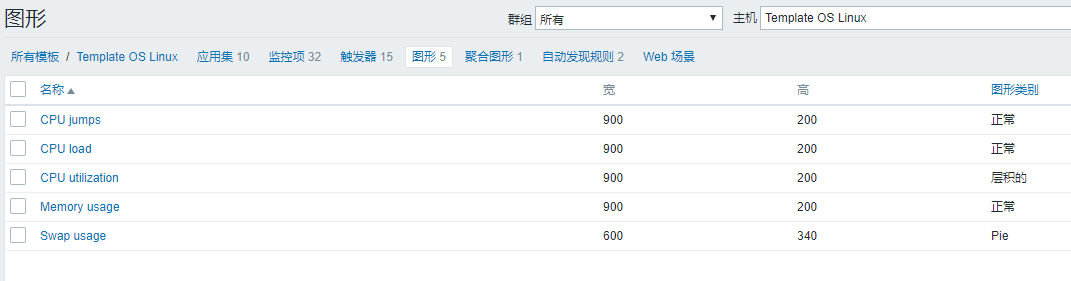 图形 群组 所有 主机 Template OS Linux
所有模板 / Template OS Linux 应用集 10 监控项 32 触发器 15 图形 5 聚合图形 1 自动发现规则 2 Web 场景
名称 宽 高 图形类别
CPU jumps 900 200 正常
CPU load 900 200 正常
CPU utilization 900 200 层积的
Memory usage 900 200 正常
Swap usage 600 340 Pie